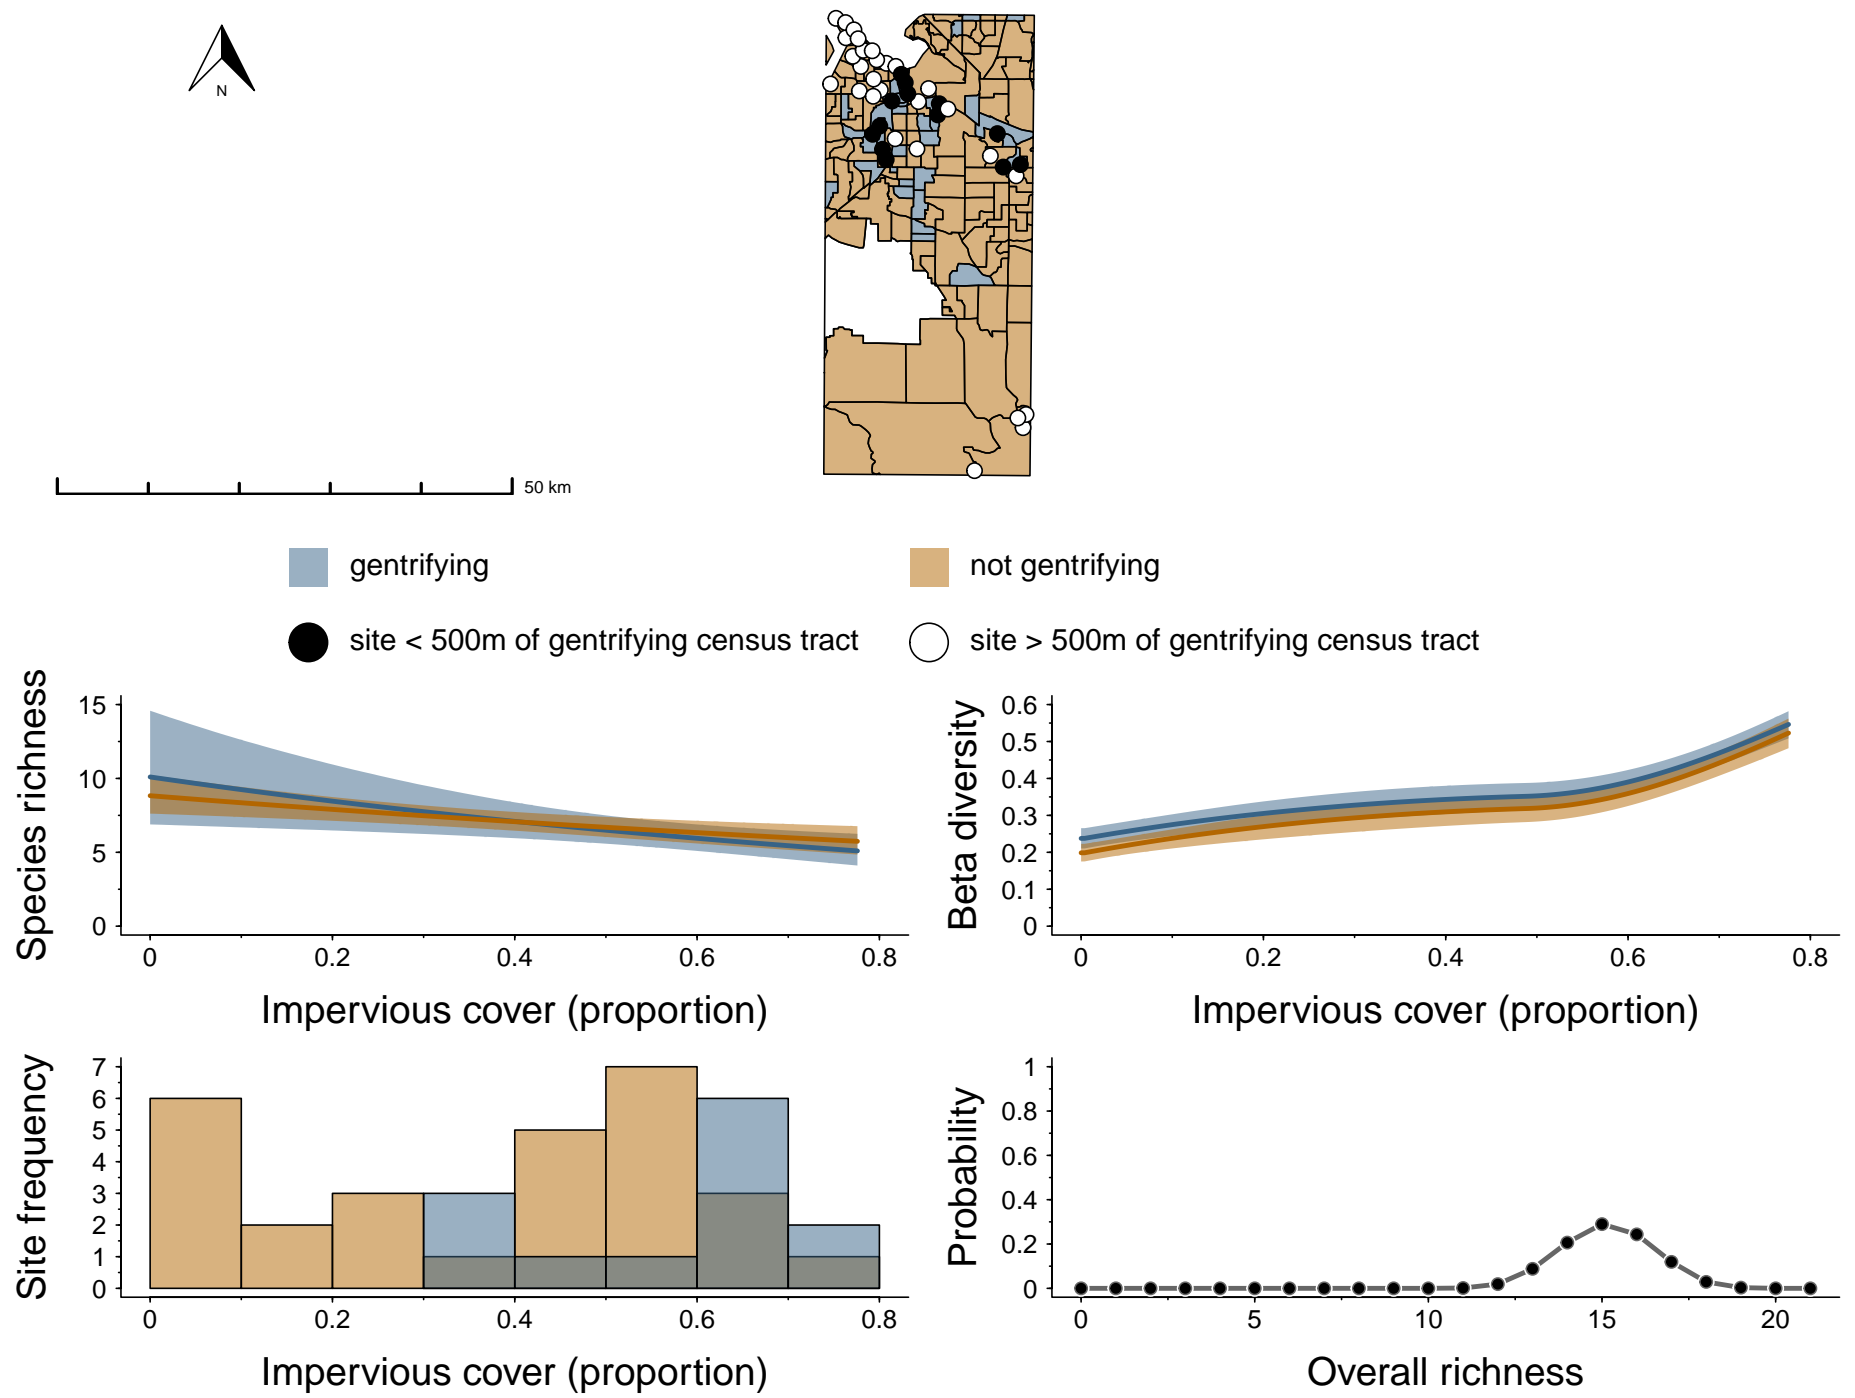 N
50 km
gentrifying
not gentrifying
site < 500m of gentrifying census tract
site > 500m of gentrifying census tract
Species richness
15
10
5
0
0 0.2 0.4 0.6 0.8
Impervious cover (proportion)
Beta diversity
0.6
0.5
0.4
0.3
0.2
0.1
0
0 0.2 0.4 0.6 0.8
Impervious cover (proportion)
Site frequency
7
6
5
4
3
2
1
0
0 0.2 0.4 0.6 0.8
Impervious cover (proportion)
Probability
1
0.8
0.6
0.4
0.2
0
0 5 10 15 20
Overall richness